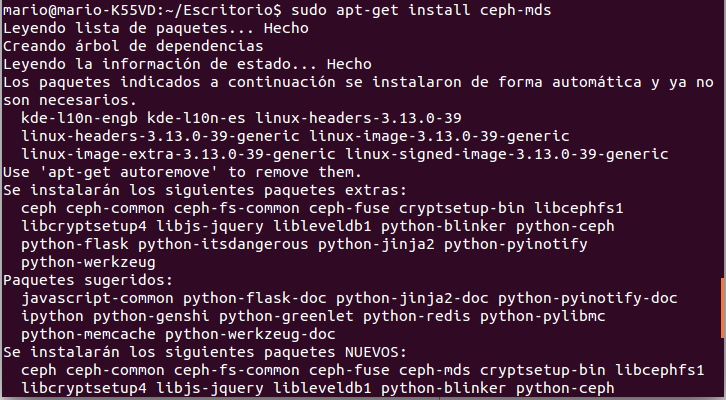 mario@mario-K55VD:~/Escritorio$ sudo apt-get install ceph-mds
Leyendo lista de paquetes... Hecho
Creando árbol de dependencias
Leyendo la información de estado... Hecho
Los paquetes indicados a continuación se instalaron de forma automática y ya no
son necesarios.
  kde-l10n-engb kde-l10n-es linux-headers-3.13.0-39
  linux-headers-3.13.0-39-generic linux-image-3.13.0-39-generic
  linux-image-extra-3.13.0-39-generic linux-signed-image-3.13.0-39-generic
Use 'apt-get autoremove' to remove them.
Se instalarán los siguientes paquetes extras:
  ceph ceph-common ceph-fs-common ceph-fuse cryptsetup-bin libcephfs1
  libcryptsetup4 libjs-jquery libleveldb1 python-blinker python-ceph
  python-flask python-itsdangerous python-jinja2 python-pyinotify
  python-werkzeug
Paquetes sugeridos:
  javascript-common python-flask-doc python-jinja2-doc python-pyinotify-doc
  ipython python-genshi python-greenlet python-redis python-pylibmc
  python-memcache python-werkzeug-doc
Se instalarán los siguientes paquetes NUEVOS:
  ceph ceph-common ceph-fs-common ceph-fuse ceph-mds cryptsetup-bin libcephfs1
  libcryptsetup4 libjs-jquery libleveldb1 python-blinker python-ceph